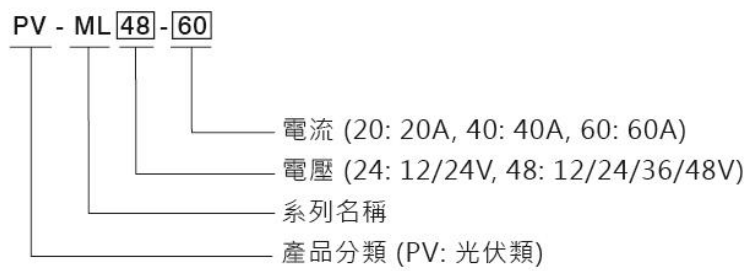 PV - ML 48 - 60
電流 (20: 20A, 40: 40A, 60: 60A)
電壓 (24: 12/24V, 48: 12/24/36/48V)
系列名稱
產品分類 (PV: 光伏類)